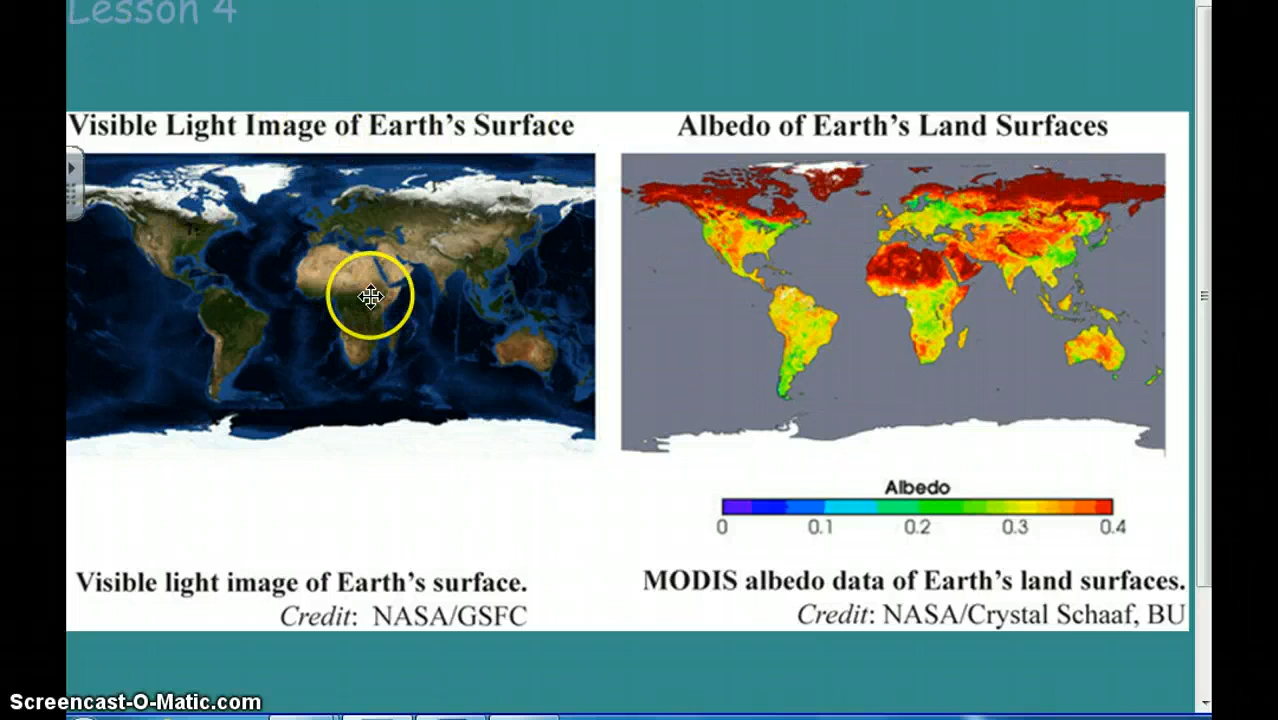 Lesson 4
Visible Light Image of Earth's Surface
Albedo of Earth's Land Surfaces
Albedo
0 0.1 0.2 0.3 0.4
Visible light image of Earth's surface.
Credit: NASA/GSFC
MODIS albedo data of Earth's land surfaces.
Credit: NASA/Crystal Schaaf, BU
Screencast-O-Matic.com